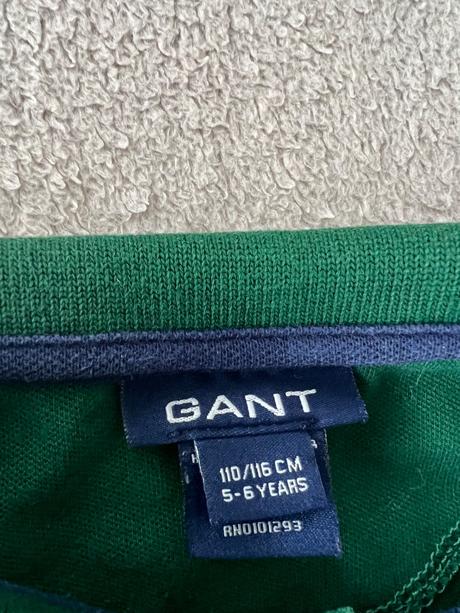 GANT
110/116 CM
5-6 YEARS
RN0101293